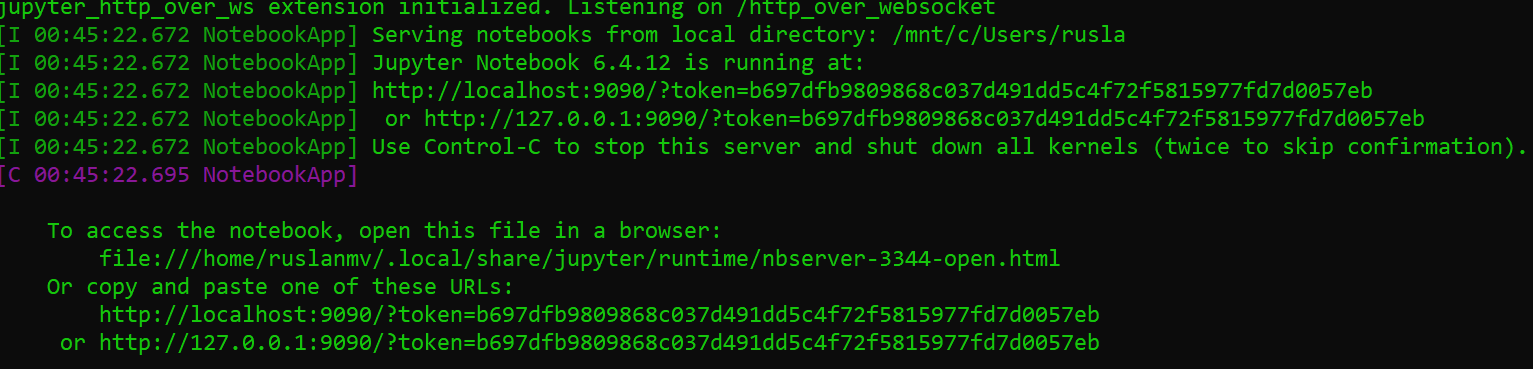 jupyter_http_over_ws extension initialized. Listening on /http_over_websocket
[I 00:45:22.672 NotebookApp] Serving notebooks from local directory: /mnt/c/Users/rusla
[I 00:45:22.672 NotebookApp] Jupyter Notebook 6.4.12 is running at:
[I 00:45:22.672 NotebookApp] http://localhost:9090/?token=b697dfb9809868c037d491dd5c4f72f5815977fd7d0057eb
[I 00:45:22.672 NotebookApp]  or http://127.0.0.1:9090/?token=b697dfb9809868c037d491dd5c4f72f5815977fd7d0057eb
[I 00:45:22.672 NotebookApp] Use Control-C to stop this server and shut down all kernels (twice to skip confirmation).
[C 00:45:22.695 NotebookApp]
To access the notebook, open this file in a browser:
file:///home/ruslanmv/.local/share/jupyter/runtime/nbserver-3344-open.html
Or copy and paste one of these URLs:
http://localhost:9090/?token=b697dfb9809868c037d491dd5c4f72f5815977fd7d0057eb
or http://127.0.0.1:9090/?token=b697dfb9809868c037d491dd5c4f72f5815977fd7d0057eb